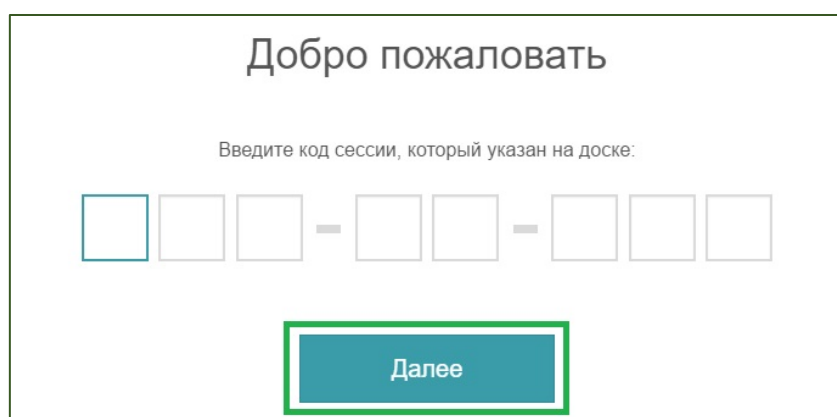 Добро пожаловать
Введите код сессии, который указан на доске:
Далее